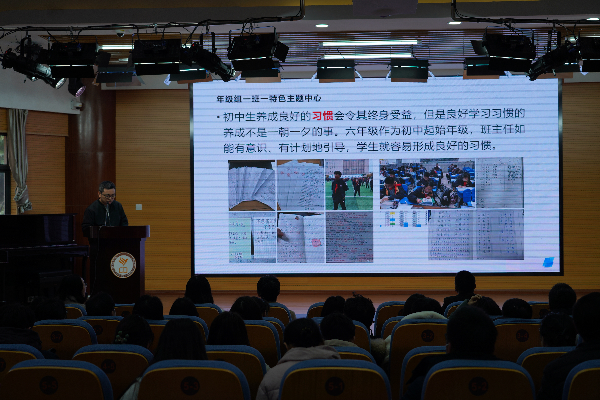 年级组一班一特色主题中心
•初中生养成良好的习惯会令其终身受益，但是良好学习习惯的
养成不是一朝一夕的事。六年级作为初中起始年级，班主任如
能有意识、有计划地引导，学生就容易形成良好的习惯。